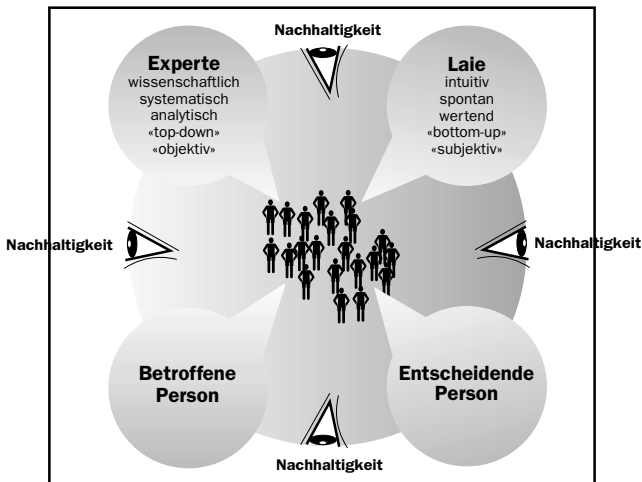 Nachhaltigkeit
Experte
wissenschaftlich
systematisch
analytisch
«top-down»
«objektiv»
Laie
intuitiv
spontan
wertend
«bottom-up»
«subjektiv»
Nachhaltigkeit
Nachhaltigkeit
Betroffene
Person
Entscheidende
Person
Nachhaltigkeit